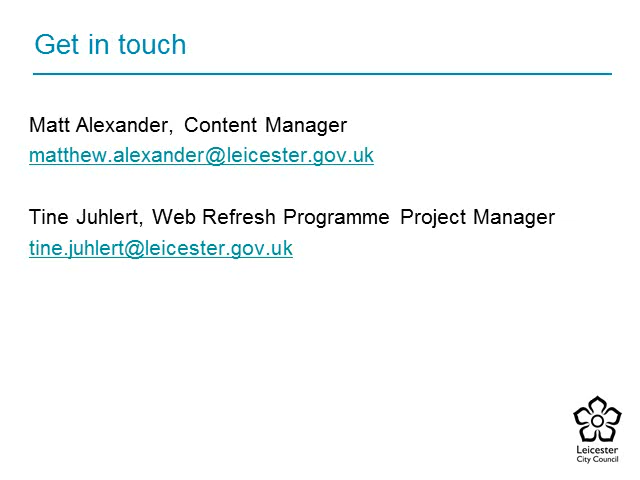 Get in touch
Matt Alexander, Content Manager
matthew.alexander@leicester.gov.uk
Tine Juhlert, Web Refresh Programme Project Manager
tine.juhlert@leicester.gov.uk
Leicester
City Council